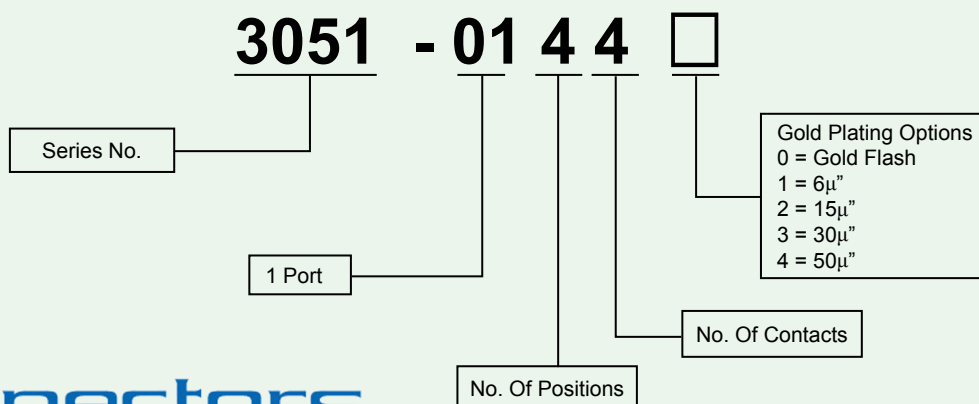 3051 - 01 4 4 □
Series No.
Gold Plating Options
0 = Gold Flash
1 = 6µ”
2 = 15µ”
3 = 30µ”
4 = 50µ”
1 Port
No. Of Contacts
No. Of Positions